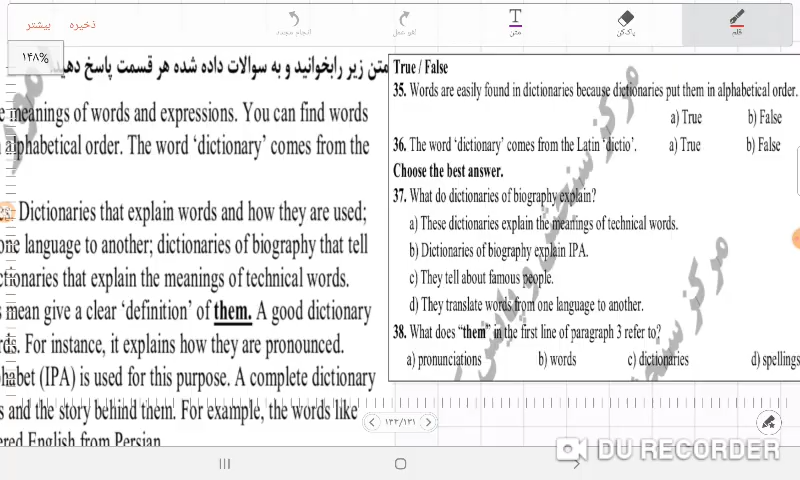 بیشتر
ذخیره
انجام مجدد
لغو عمل
متن
پاک‌کن
قلم
۱۴۸%
متن زیر رابخوانید و به سوالات داده شده هر قسمت پاسخ دهید.
e meanings of words and expressions. You can find words
alphabetical order. The word ‘dictionary’ comes from the
es. Dictionaries that explain words and how they are used;
one language to another; dictionaries of biography that tell
ctionaries that explain the meanings of technical words.
s mean give a clear ‘definition’ of them. A good dictionary
rds. For instance, it explains how they are pronounced.
phabet (IPA) is used for this purpose. A complete dictionary
s and the story behind them. For example, the words like
ered English from Persian.
True / False
35. Words are easily found in dictionaries because dictionaries put them in alphabetical order.
a) True b) False
36. The word ‘dictionary’ comes from the Latin ‘dictio’. a) True b) False
Choose the best answer.
37. What do dictionaries of biography explain?
a) These dictionaries explain the meanings of technical words.
b) Dictionaries of biography explain IPA.
c) They tell about famous people.
d) They translate words from one language to another.
38. What does “them” in the first line of paragraph 3 refer to?
a) pronunciations b) words c) dictionaries d) spellings
۱۳۲/۱۳۱
DU RECORDER